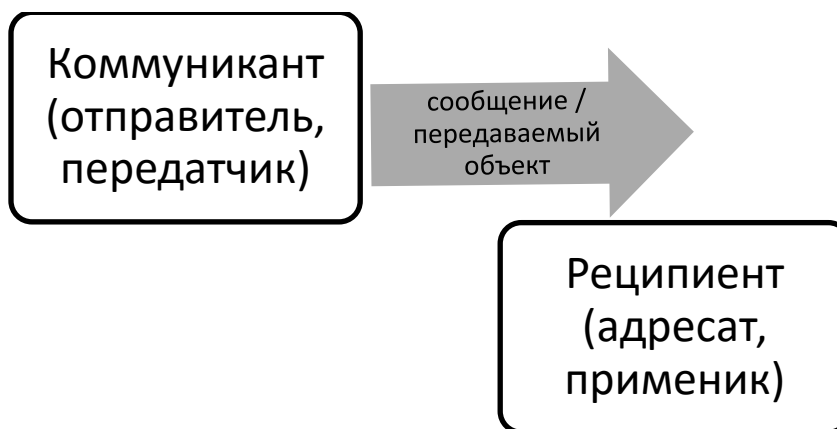 Коммуникант
(отправитель,
передатчик)
сообщение /
передаваемый
объект
Реципиент
(адресат,
применик)